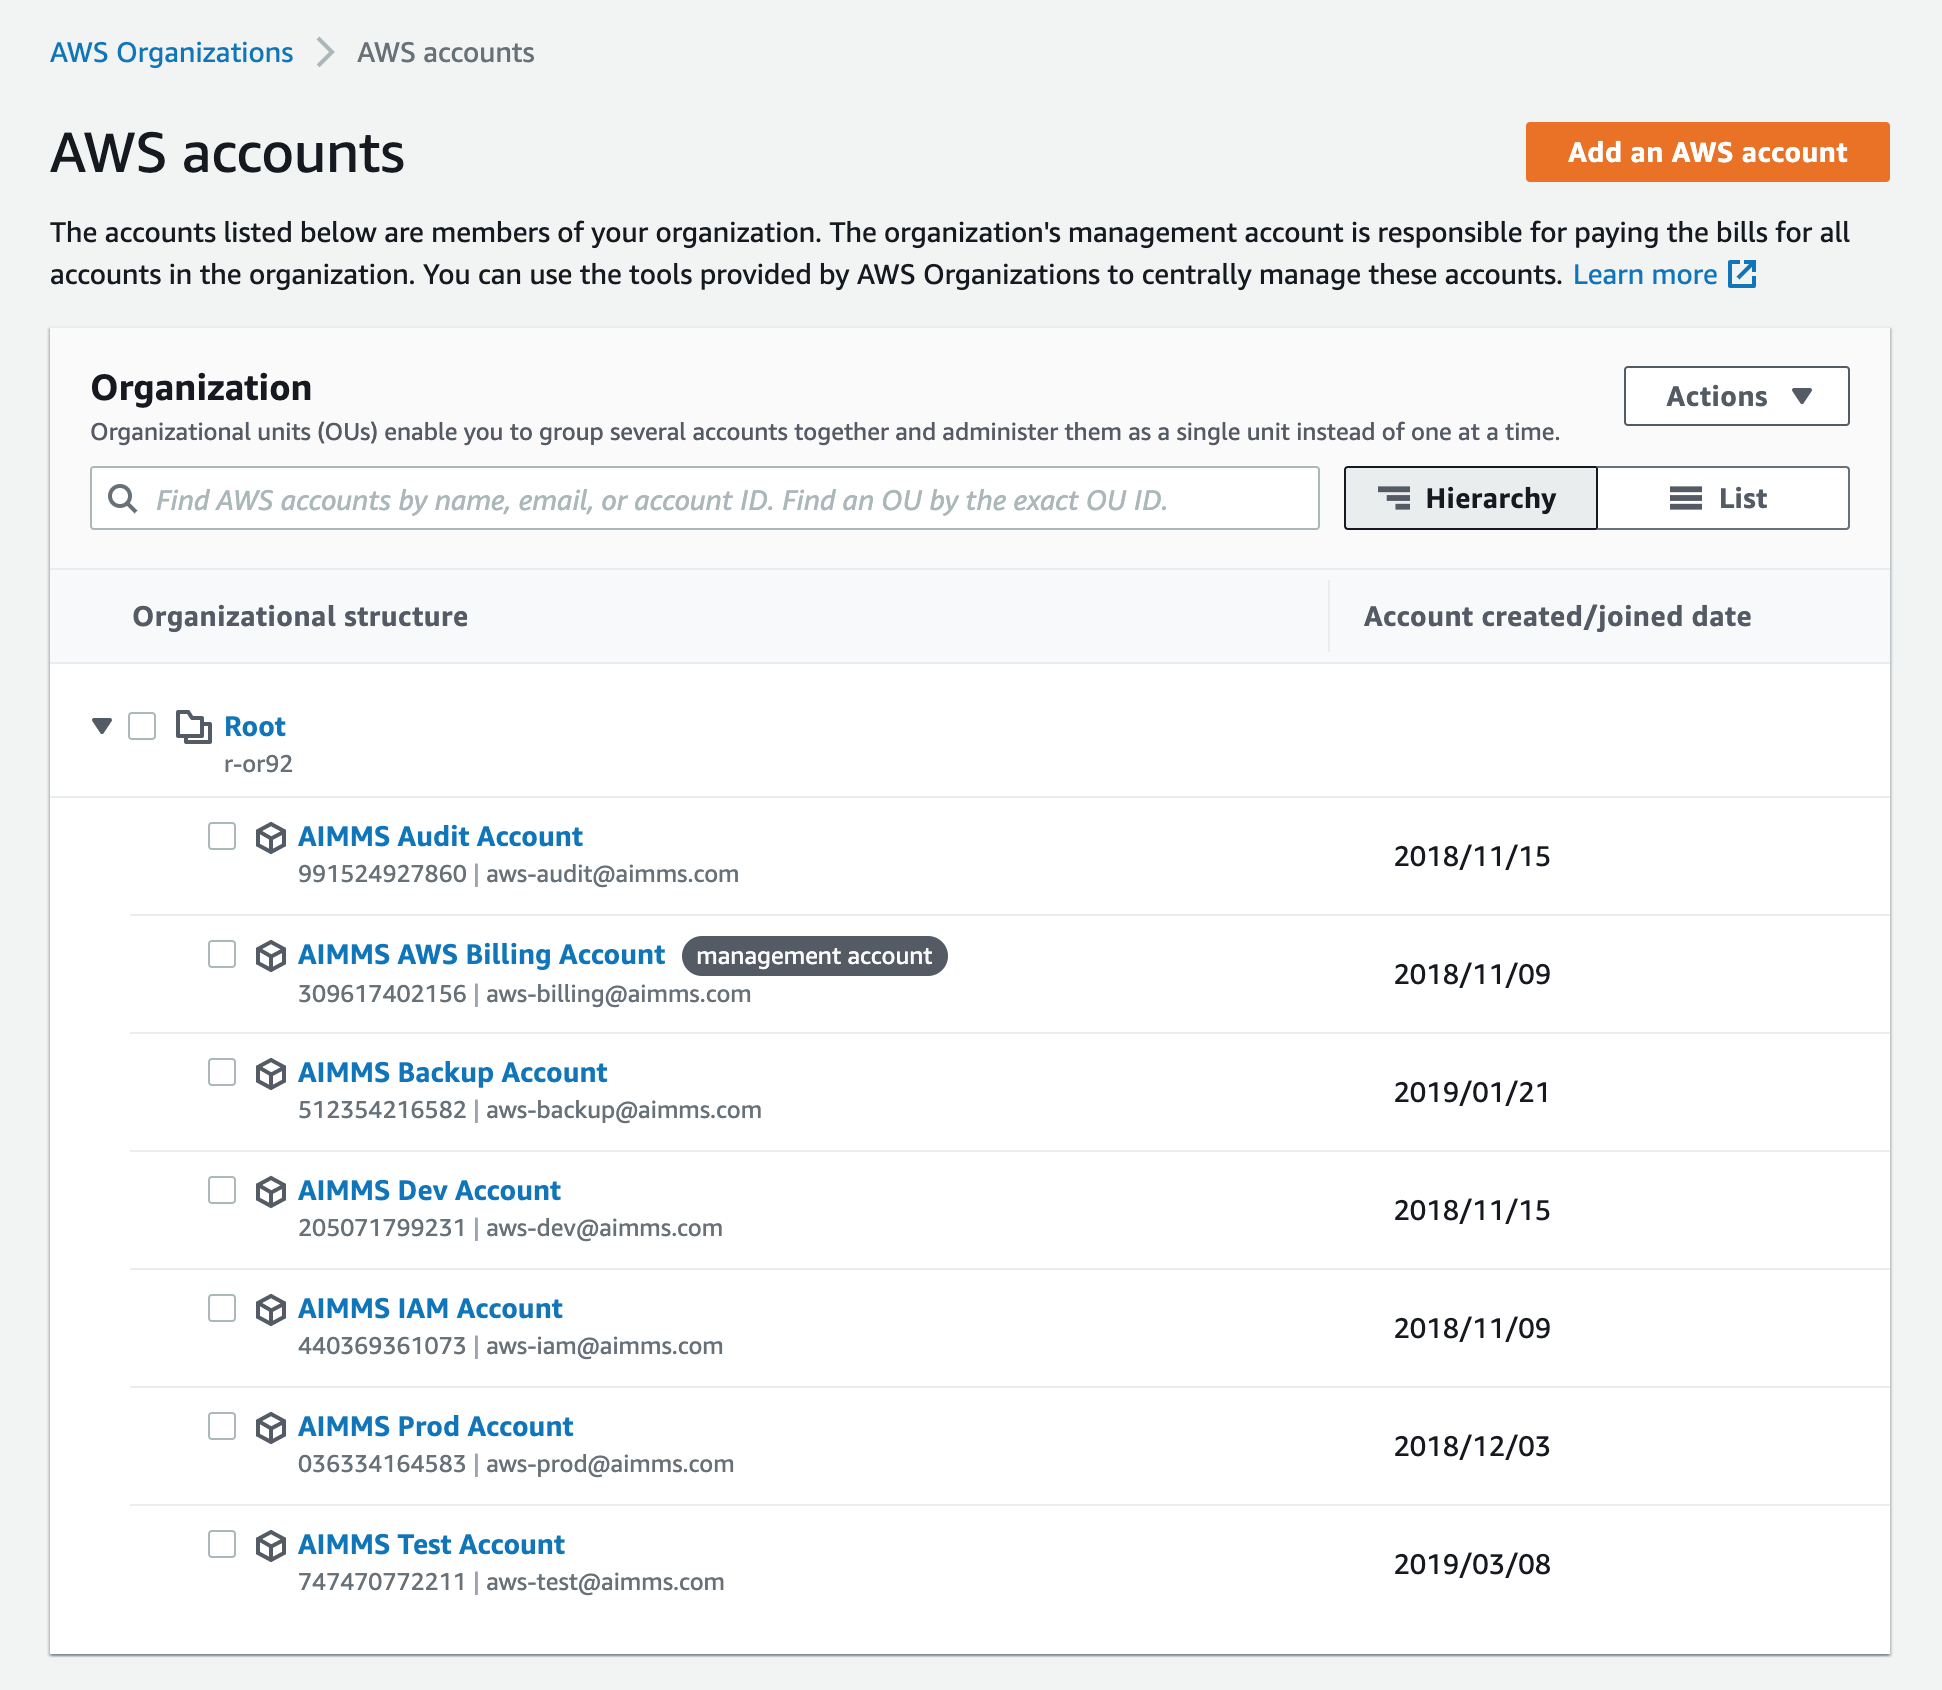 AWS Organizations > AWS accounts
AWS accounts
Add an AWS account
The accounts listed below are members of your organization. The organization's management account is responsible for paying the bills for all
accounts in the organization. You can use the tools provided by AWS Organizations to centrally manage these accounts. Learn more
Organization
Actions
Organizational units (OUs) enable you to group several accounts together and administer them as a single unit instead of one at a time.
Find AWS accounts by name, email, or account ID. Find an OU by the exact OU ID.
Hierarchy
List
Organizational structure
Account created/joined date
Root
r-or92
AIMMS Audit Account
991524927860 | aws-audit@aimms.com
2018/11/15
AIMMS AWS Billing Account management account
309617402156 | aws-billing@aimms.com
2018/11/09
AIMMS Backup Account
512354216582 | aws-backup@aimms.com
2019/01/21
AIMMS Dev Account
205071799231 | aws-dev@aimms.com
2018/11/15
AIMMS IAM Account
440369361073 | aws-iam@aimms.com
2018/11/09
AIMMS Prod Account
036334164583 | aws-prod@aimms.com
2018/12/03
AIMMS Test Account
747470772211 | aws-test@aimms.com
2019/03/08